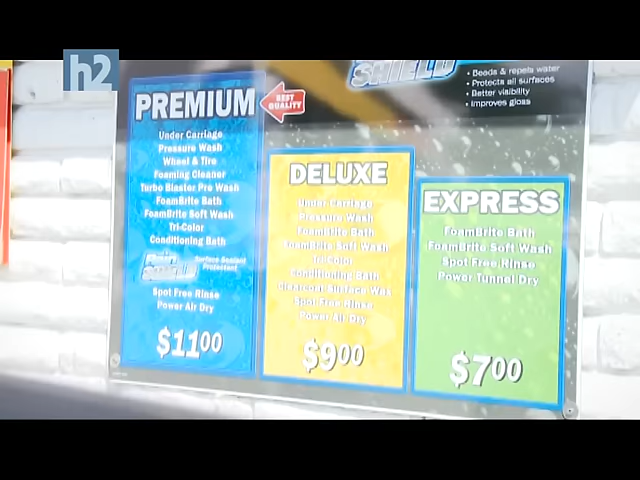 h2
SHIELD
• Beads & repels water
• Protects all surfaces
• Better visibility
• Improves gloss
PREMIUM
BEST
QUALITY
Under Carriage
Pressure Wash
Wheel & Tire
Foaming Cleaner
Turbo Blaster Pre Wash
FoamBrite Bath
FoamBrite Soft Wash
Tri-Color
Conditioning Bath
Rain
SHIELD
Surface Sealant
Protectant
Spot Free Rinse
Power Air Dry
$11.00
DELUXE
Under Carriage
Pressure Wash
FoamBrite Bath
FoamBrite Soft Wash
Tri-Color
Conditioning Bath
Clearcoat Surface Wax
Spot Free Rinse
Power Air Dry
$9.00
EXPRESS
FoamBrite Bath
FoamBrite Soft Wash
Spot Free Rinse
Power Tunnel Dry
$7.00